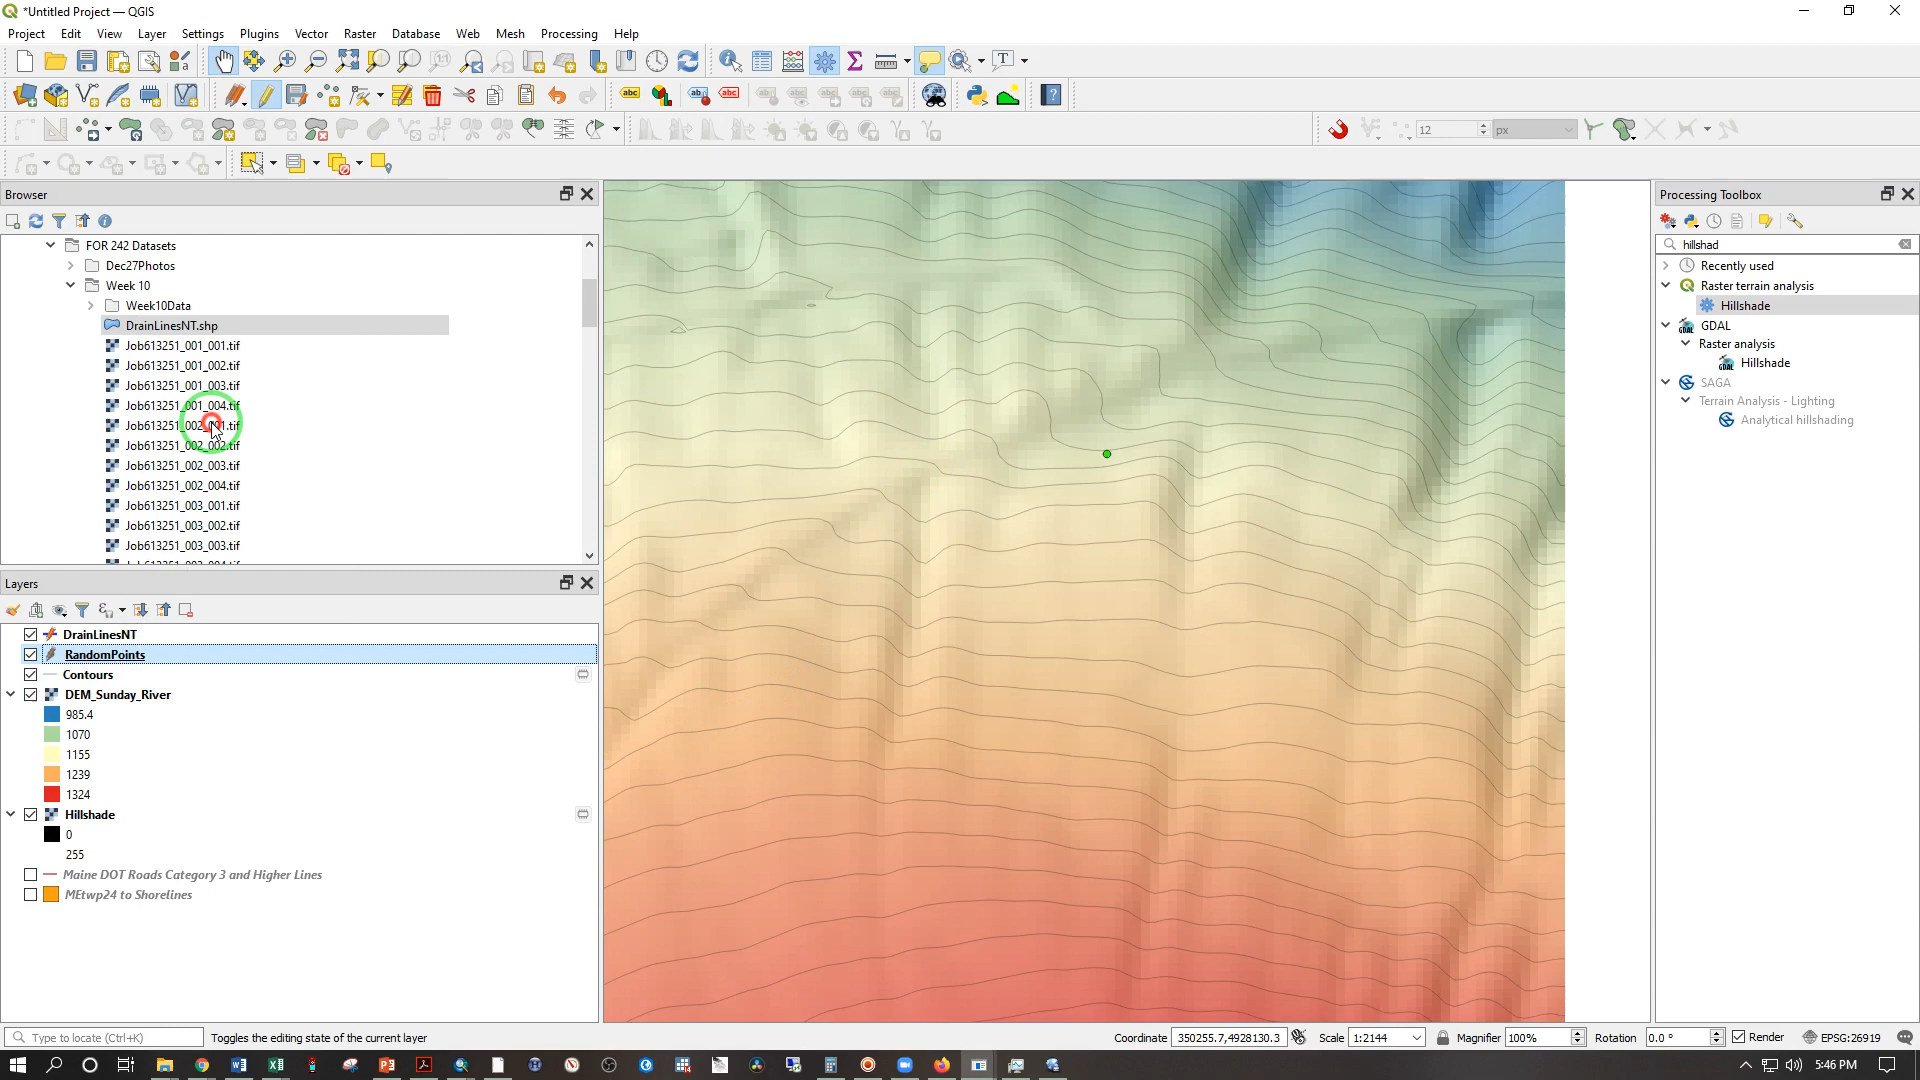 *Untitled Project — QGIS
Project Edit View Layer Settings Plugins Vector Raster Database Web Mesh Processing Help
12 px
Browser
FOR 242 Datasets
Dec27Photos
Week 10
Week10Data
DrainLinesNT.shp
Job613251_001_001.tif
Job613251_001_002.tif
Job613251_001_003.tif
Job613251_001_004.tif
Job613251_002_001.tif
Job613251_002_002.tif
Job613251_002_003.tif
Job613251_002_004.tif
Job613251_003_001.tif
Job613251_003_002.tif
Job613251_003_003.tif
Layers
DrainLinesNT
RandomPoints
Contours
DEM_Sunday_River
985.4
1070
1155
1239
1324
Hillshade
0
255
Maine DOT Roads Category 3 and Higher Lines
MEtwp24 to Shorelines
Processing Toolbox
hillshad
Recently used
Raster terrain analysis
Hillshade
GDAL
Raster analysis
Hillshade
SAGA
Terrain Analysis - Lighting
Analytical hillshading
Type to locate (Ctrl+K) Toggles the editing state of the current layer Coordinate 350255.7,4928130.3 Scale 1:2144 Magnifier 100% Rotation 0.0 ° Render EPSG:26919
5:46 PM